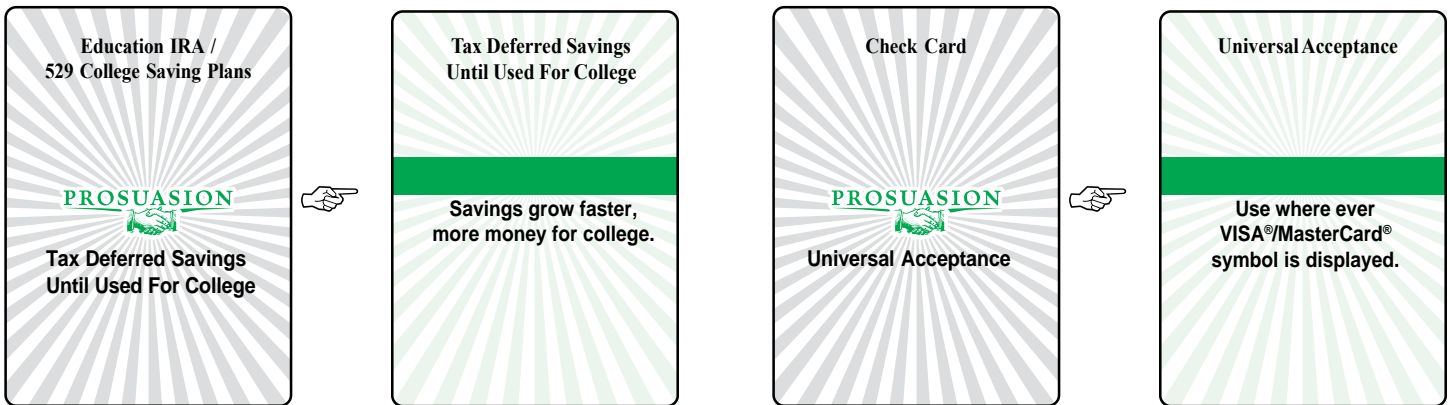 Education IRA /
529 College Saving Plans
PROSUASION
Tax Deferred Savings
Until Used For College
Tax Deferred Savings
Until Used For College
Savings grow faster,
more money for college.
Check Card
PROSUASION
Universal Acceptance
Universal Acceptance
Use where ever
VISA®/MasterCard®
symbol is displayed.